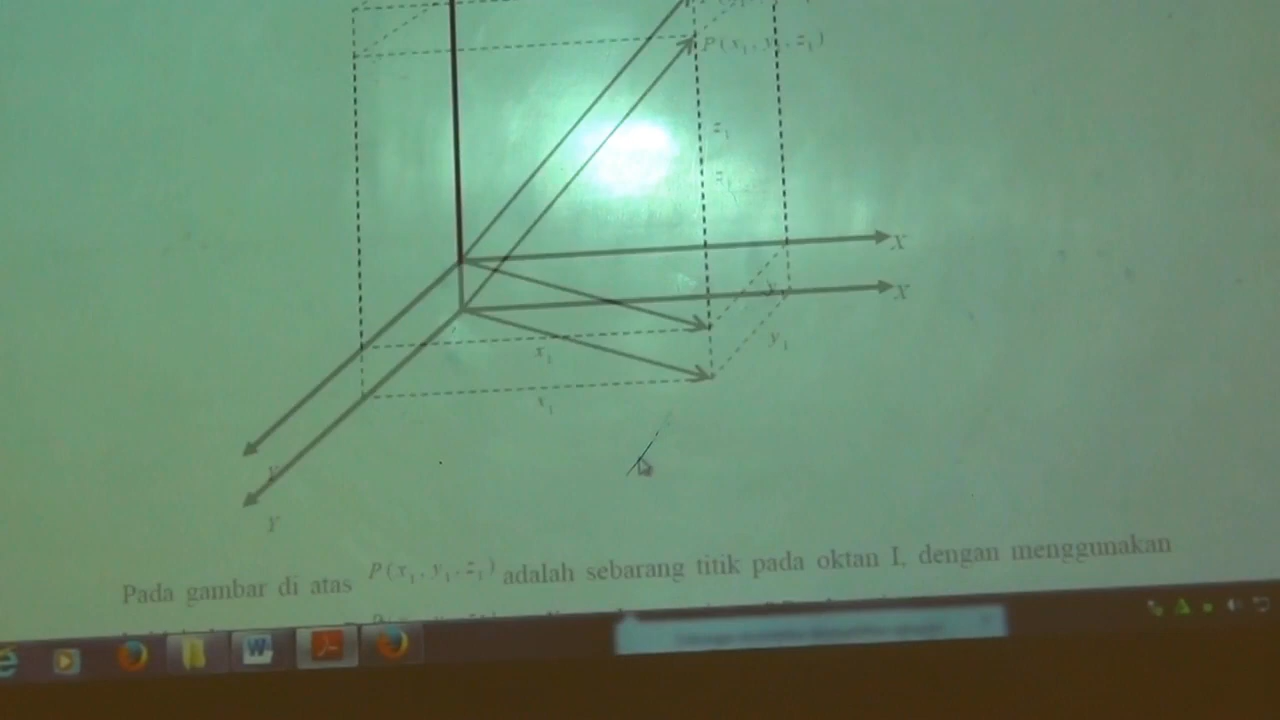 P(x₁, y₁, z₁)
z₁
z₁
X
X
y₁
x₁
x₁
Y
Y
Pada gambar di atas P(x₁, y₁, z₁) adalah sebarang titik pada oktan I, dengan menggunakan